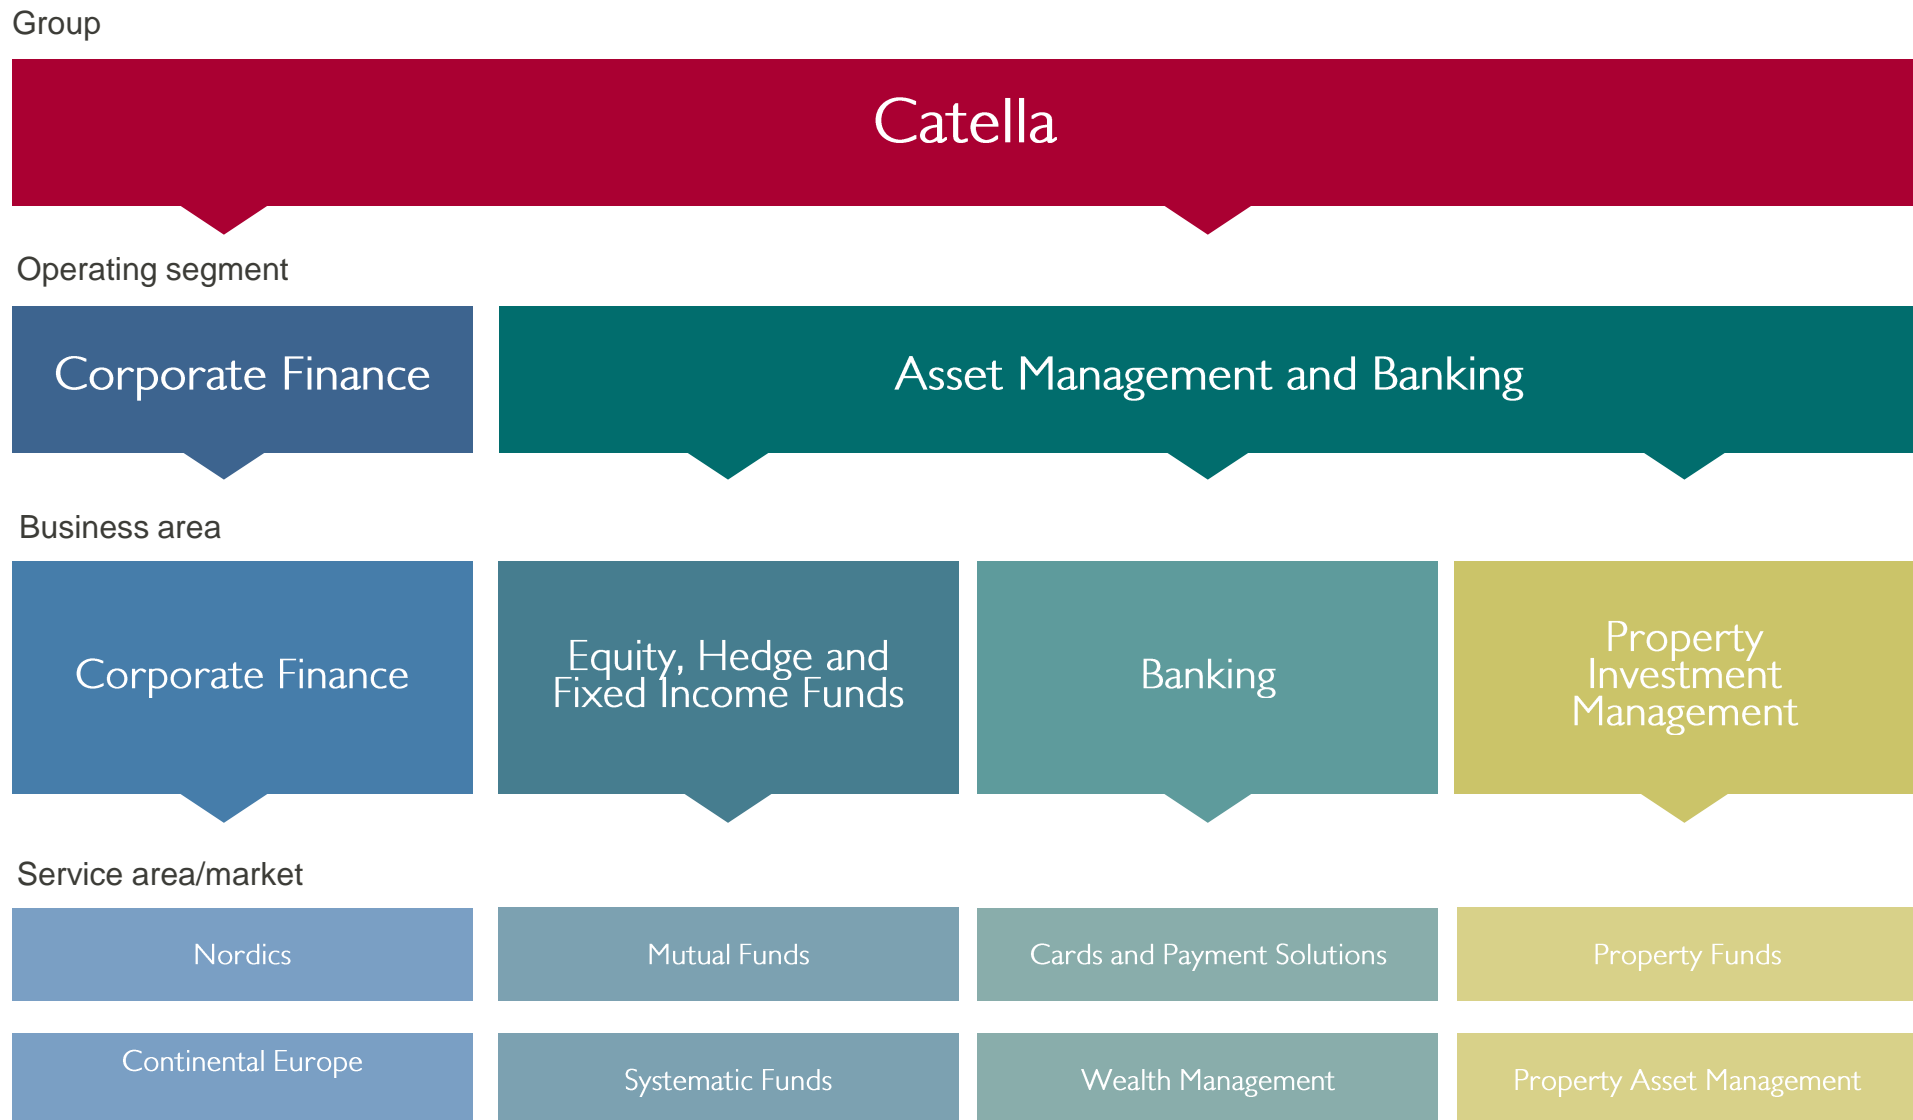 Group
Catella
Operating segment
Corporate Finance
Asset Management and Banking
Business area
Corporate Finance
Equity, Hedge and
Fixed Income Funds
Banking
Property
Investment
Management
Service area/market
Nordics
Mutual Funds
Cards and Payment Solutions
Property Funds
Continental Europe
Systematic Funds
Wealth Management
Property Asset Management